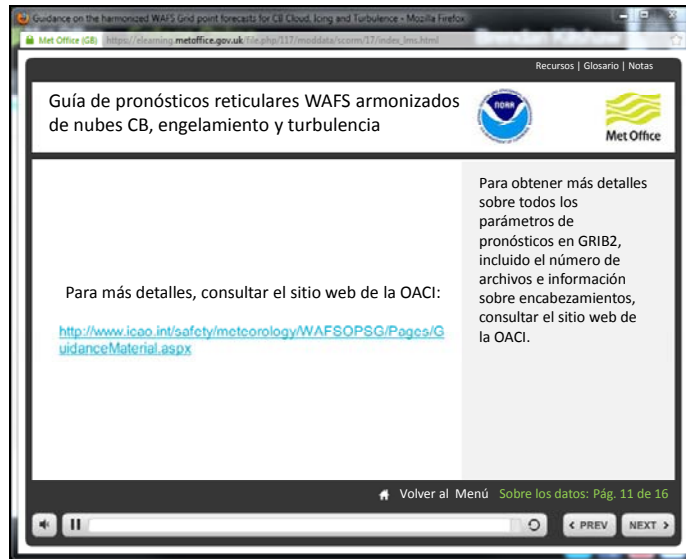 Guidance on the harmonized WAFS Grid point forecasts for CB Cloud, Icing and Turbulence - Mozilla Firefox
Met Office (GB) https://elearning.metoffice.gov.uk/file.php/117/moddata/scorm/17/index_lms.html
Recursos | Glosario | Notas
Guía de pronósticos reticulares WAFS armonizados
de nubes CB, engelamiento y turbulencia
NOAA
Met Office
Para más detalles, consultar el sitio web de la OACI:
http://www.icao.int/safety/meteorology/WAFSOPSG/Pages/G
uidanceMaterial.aspx
Para obtener más detalles
sobre todos los
parámetros de
pronósticos en GRIB2,
incluido el número de
archivos e información
sobre encabezamientos,
consultar el sitio web de
la OACI.
Volver al Menú Sobre los datos: Pág. 11 de 16
< PREV NEXT >